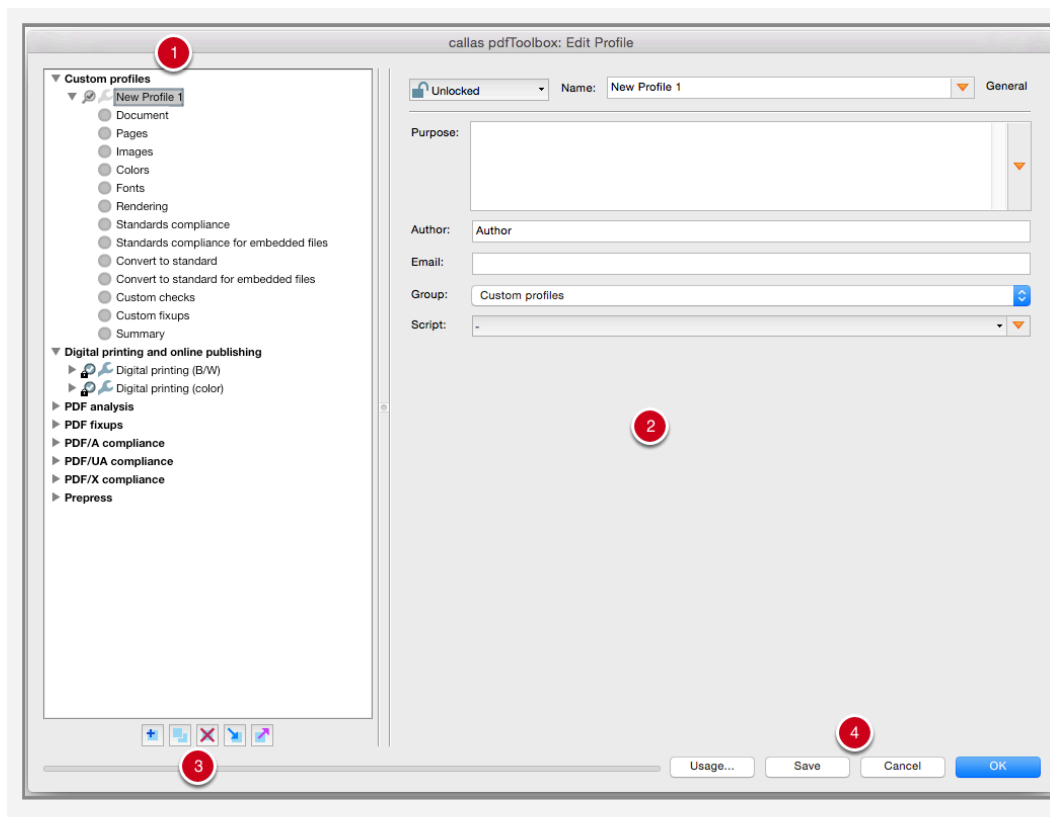 callas pdfToolbox: Edit Profile
1
Custom profiles
New Profile 1
Document
Pages
Images
Colors
Fonts
Rendering
Standards compliance
Standards compliance for embedded files
Convert to standard
Convert to standard for embedded files
Custom checks
Custom fixups
Summary
Digital printing and online publishing
Digital printing (B/W)
Digital printing (color)
PDF analysis
PDF fixups
PDF/A compliance
PDF/UA compliance
PDF/X compliance
Prepress
Unlocked Name: New Profile 1 General
Purpose:
Author: Author
Email:
Group: Custom profiles
Script: -
2
3
4
Usage... Save Cancel OK